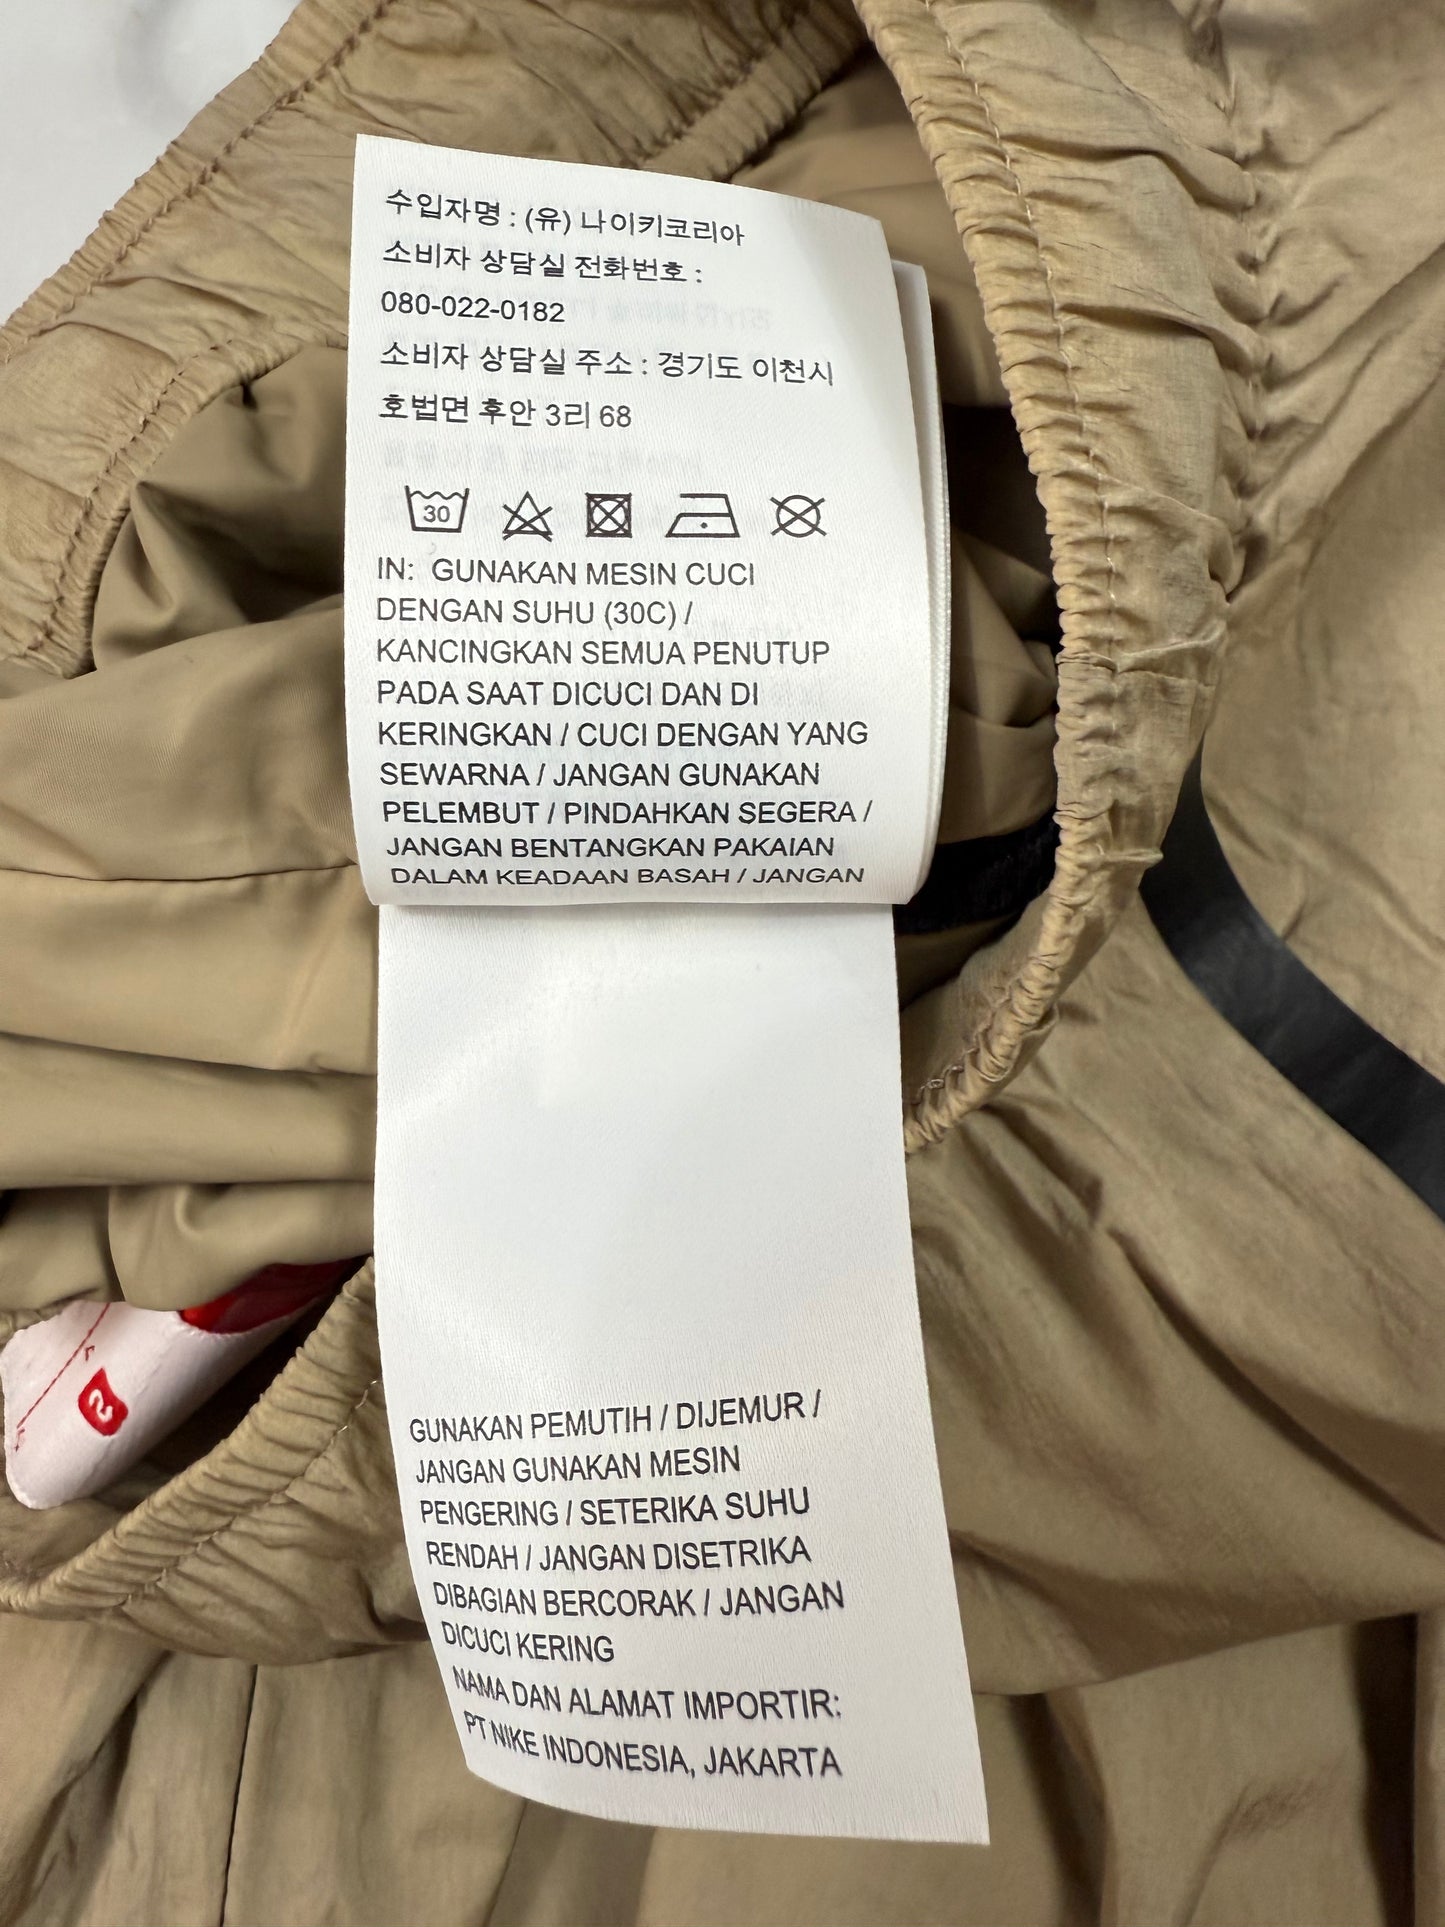 수입자명 : (유) 나이키코리아
소비자 상담실 전화번호 :
080-022-0182
소비자 상담실 주소 : 경기도 이천시
호법면 후안 3리 68
30
IN: GUNAKAN MESIN CUCI
DENGAN SUHU (30C) /
KANCINGKAN SEMUA PENUTUP
PADA SAAT DICUCI DAN DI
KERINGKAN / CUCI DENGAN YANG
SEWARNA / JANGAN GUNAKAN
PELEMBUT / PINDAHKAN SEGERA /
JANGAN BENTANGKAN PAKAIAN
DALAM KEADAAN BASAH / JANGAN
GUNAKAN PEMUTIH / DIJEMUR /
JANGAN GUNAKAN MESIN
PENGERING / SETERIKA SUHU
RENDAH / JANGAN DISETRIKA
DIBAGIAN BERCORAK / JANGAN
DICUCI KERING
NAMA DAN ALAMAT IMPORTIR:
PT NIKE INDONESIA, JAKARTA